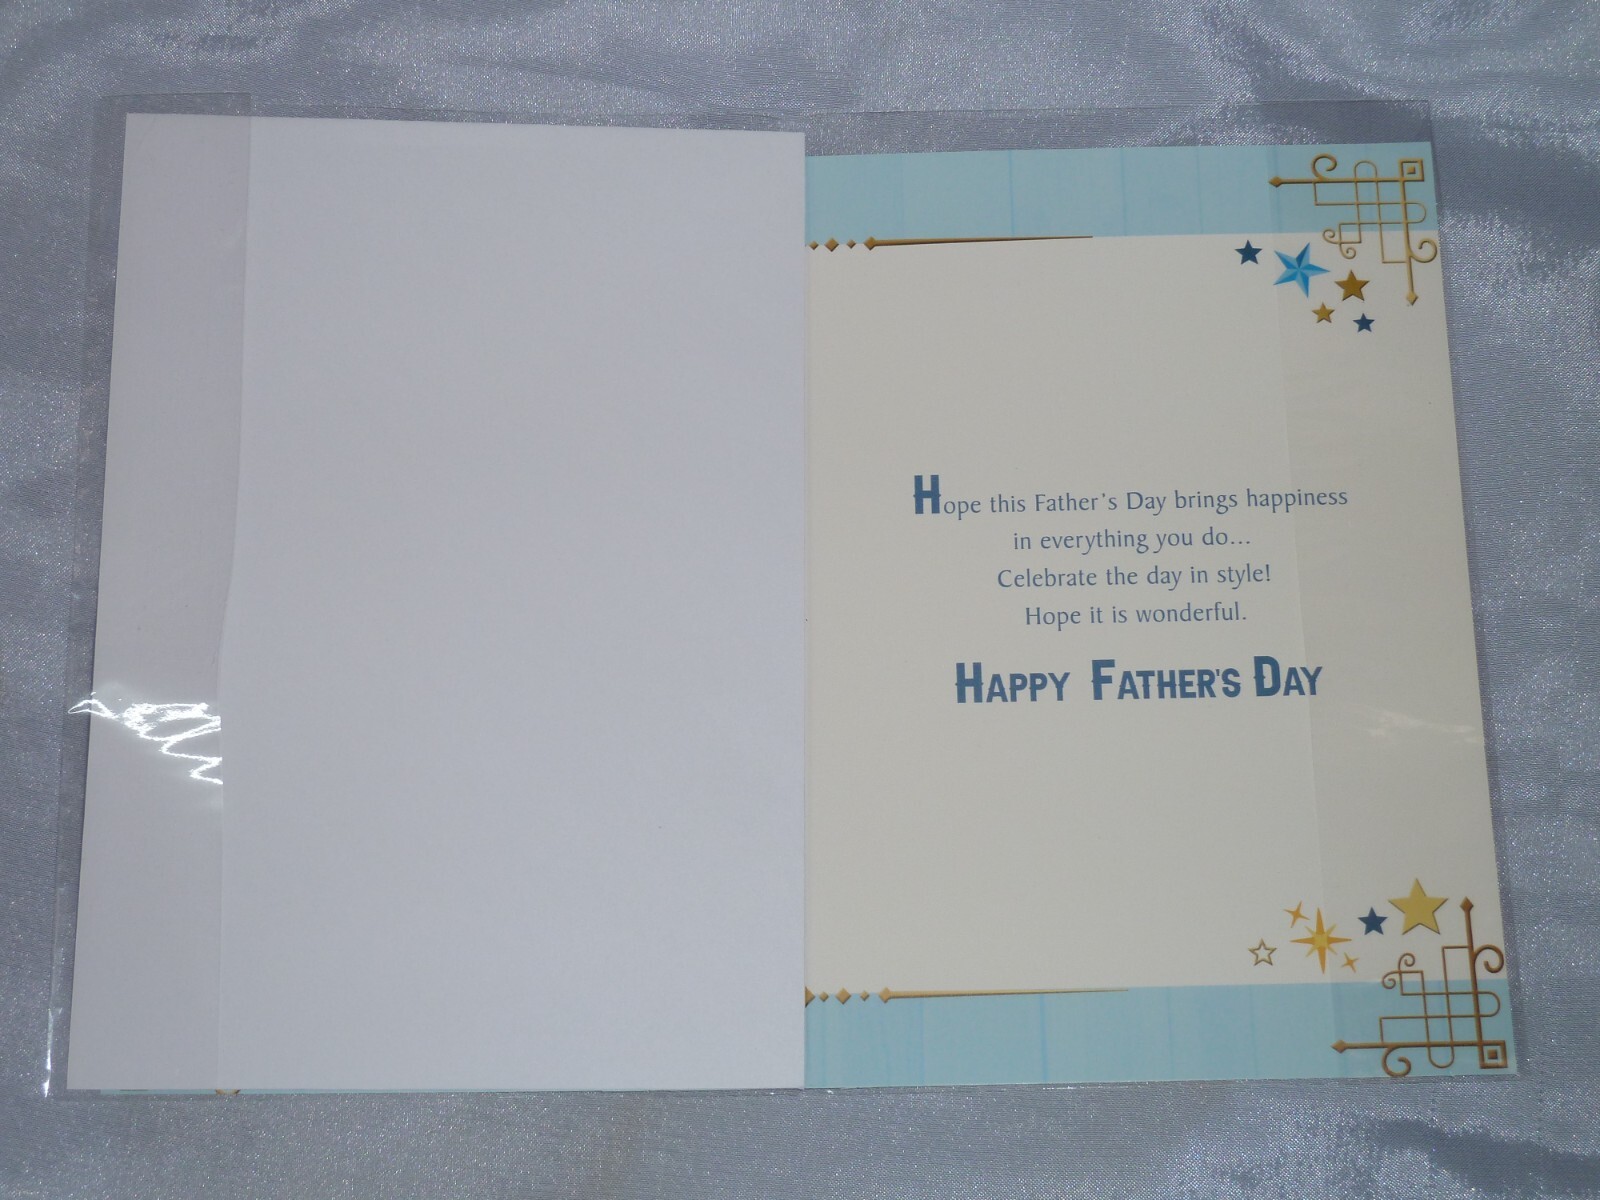 Hope this Father's Day brings happiness
in everything you do...
Celebrate the day in style!
Hope it is wonderful.
HAPPY FATHER'S DAY